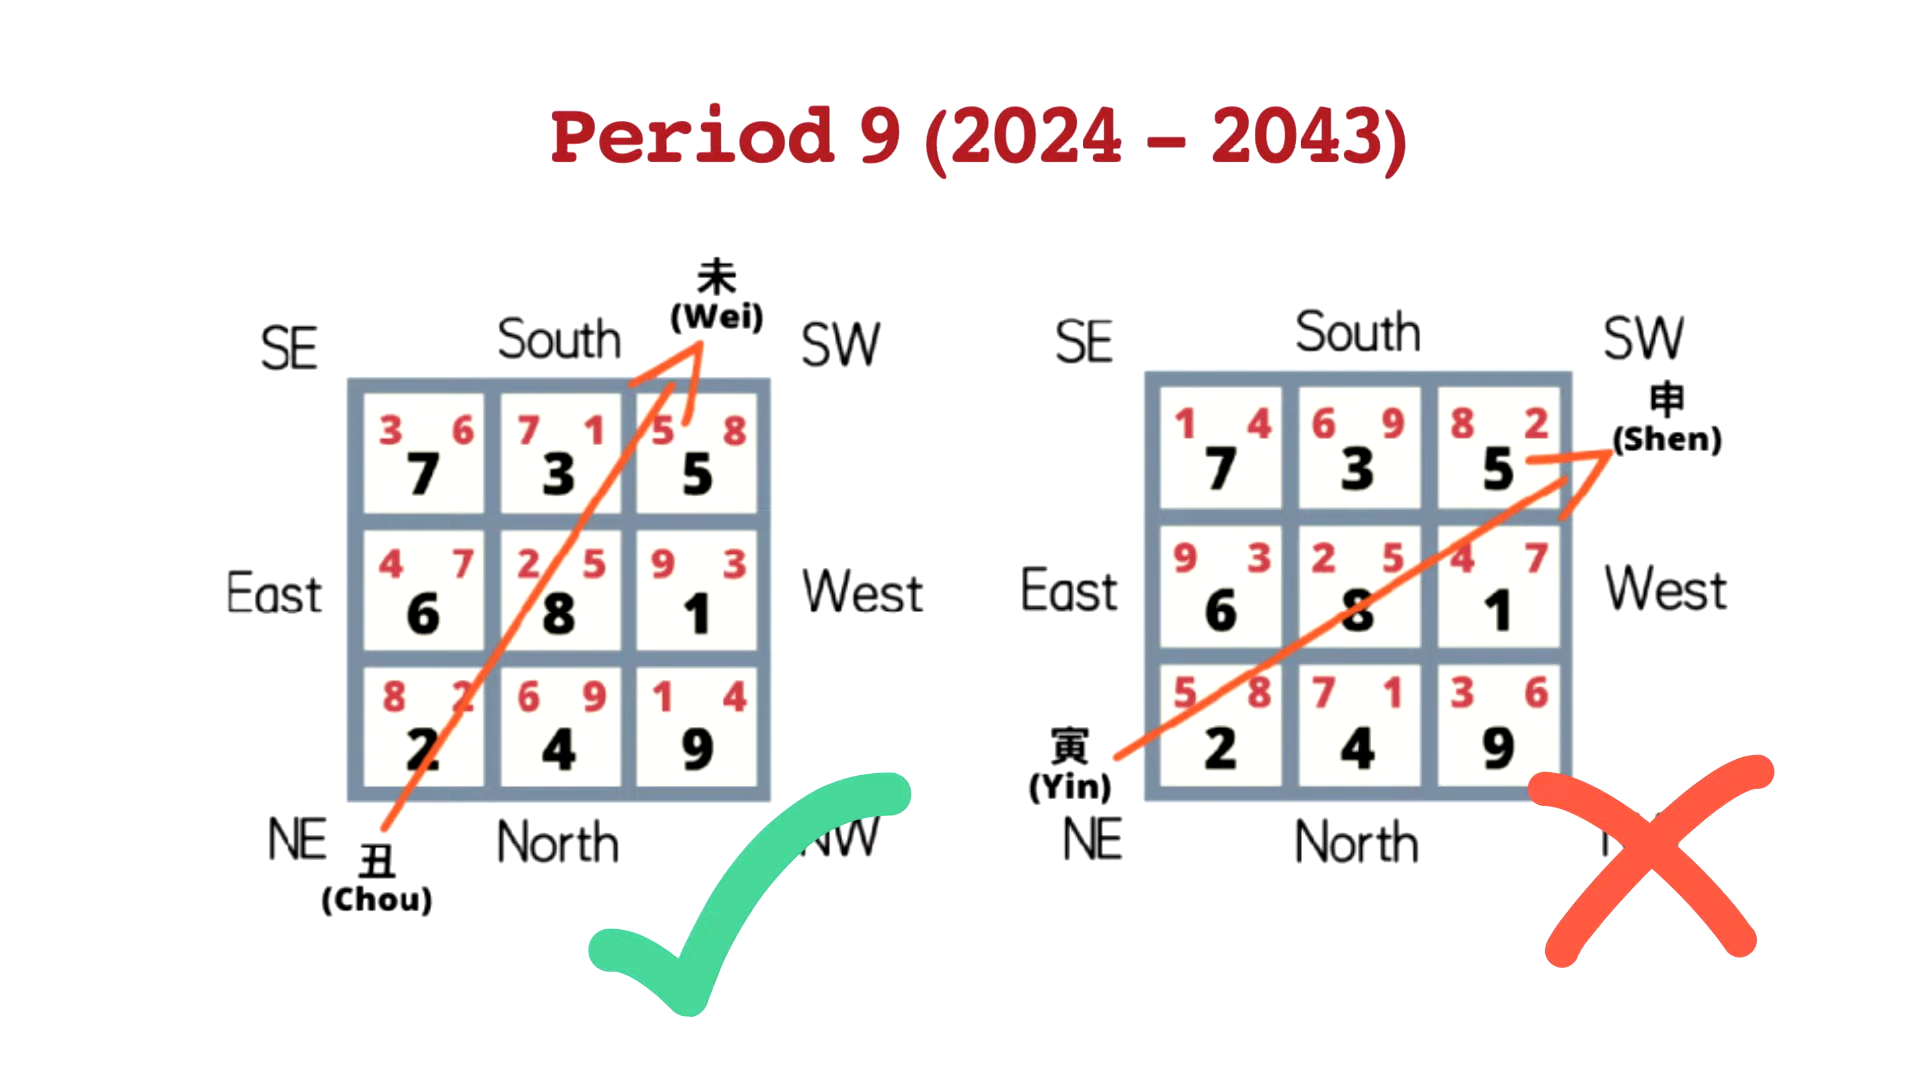 Period 9 (2024 – 2043)
未
(Wei)
SE
South
SW
3 6 7 1 5 8
7 3 5
East
4 7 2 5 9 3
6 8 1
West
8 2 6 9 1 4
2 4 9
NE
North
NW
丑
(Chou)
SE
South
SW
申
(Shen)
1 4 6 9 8 2
7 3 5
East
9 3 2 5 4 7
6 8 1
West
5 8 7 1 3 6
2 4 9
寅
(Yin)
NE
North